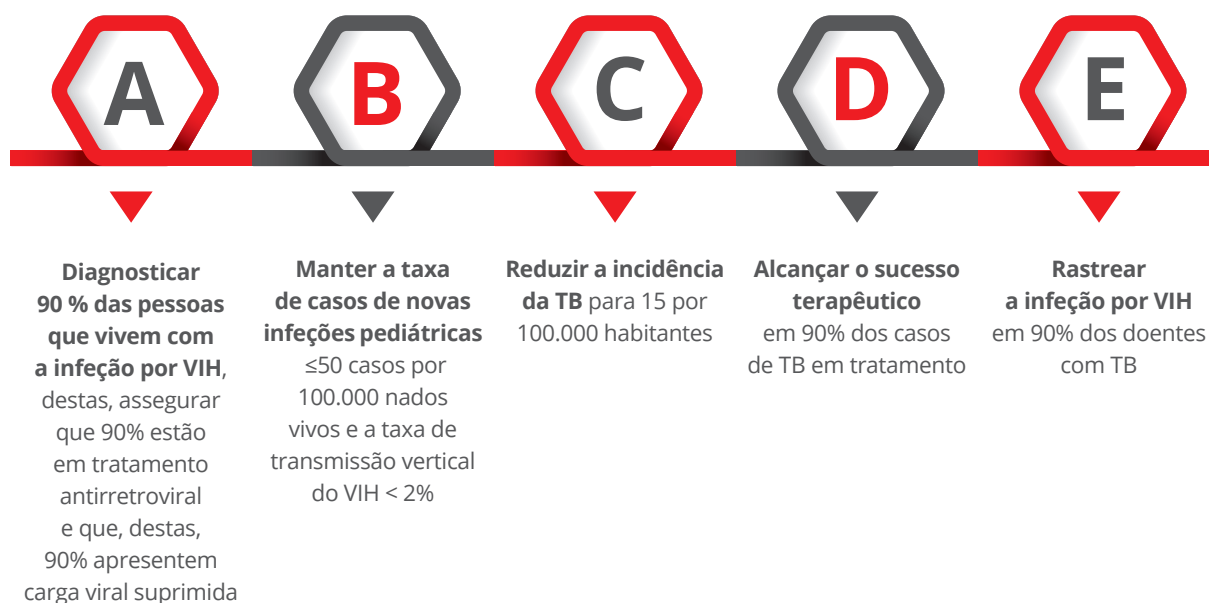 A
Diagnosticar
90 % das pessoas
que vivem com
a infeção por VIH,
destas, assegurar
que 90% estão
em tratamento
antirretroviral
e que, destas,
90% apresentem
carga viral suprimida
B
Manter a taxa
de casos de novas
infeções pediátricas
≤50 casos por
100.000 nados
vivos e a taxa de
transmissão vertical
do VIH < 2%
C
Reduzir a incidência
da TB para 15 por
100.000 habitantes
D
Alcançar o sucesso
terapêutico
em 90% dos casos
de TB em tratamento
E
Rastrear
a infeção por VIH
em 90% dos doentes
com TB